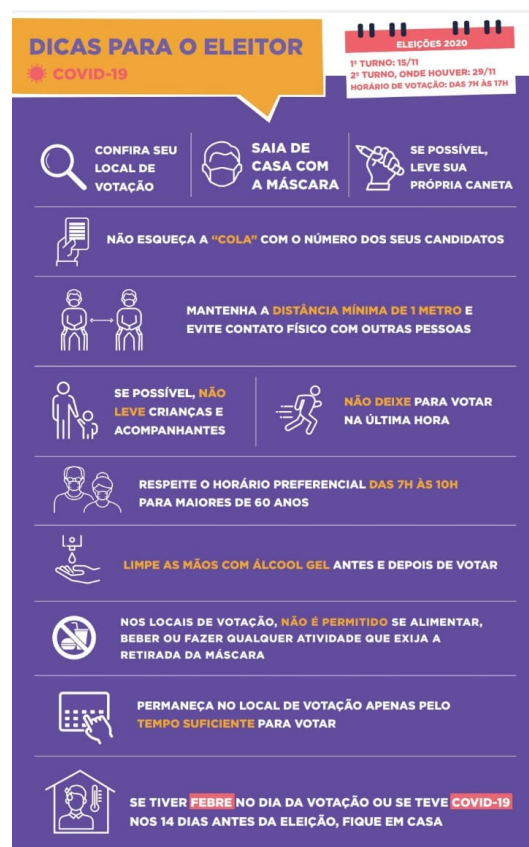 DICAS PARA O ELEITOR
COVID-19
ELEIÇÕES 2020
1º TURNO: 15/11
2º TURNO, ONDE HOUVER: 29/11
HORÁRIO DE VOTAÇÃO: DAS 7H ÀS 17H
CONFIRA SEU
LOCAL DE
VOTAÇÃO
SAIA DE
CASA COM
A MÁSCARA
SE POSSÍVEL,
LEVE SUA
PRÓPRIA CANETA
NÃO ESQUEÇA A “COLA” COM O NÚMERO DOS SEUS CANDIDATOS
MANTENHA A DISTÂNCIA MÍNIMA DE 1 METRO E
EVITE CONTATO FÍSICO COM OUTRAS PESSOAS
SE POSSÍVEL, NÃO
LEVE CRIANÇAS E
ACOMPANHANTES
NÃO DEIXE PARA VOTAR
NA ÚLTIMA HORA
RESPEITE O HORÁRIO PREFERENCIAL DAS 7H ÀS 10H
PARA MAIORES DE 60 ANOS
LIMPE AS MÃOS COM ÁLCOOL GEL ANTES E DEPOIS DE VOTAR
NOS LOCAIS DE VOTAÇÃO, NÃO É PERMITIDO SE ALIMENTAR,
BEBER OU FAZER QUALQUER ATIVIDADE QUE EXIJA A
RETIRADA DA MÁSCARA
PERMANEÇA NO LOCAL DE VOTAÇÃO APENAS PELO
TEMPO SUFICIENTE PARA VOTAR
SE TIVER FEBRE NO DIA DA VOTAÇÃO OU SE TEVE COVID-19
NOS 14 DIAS ANTES DA ELEIÇÃO, FIQUE EM CASA